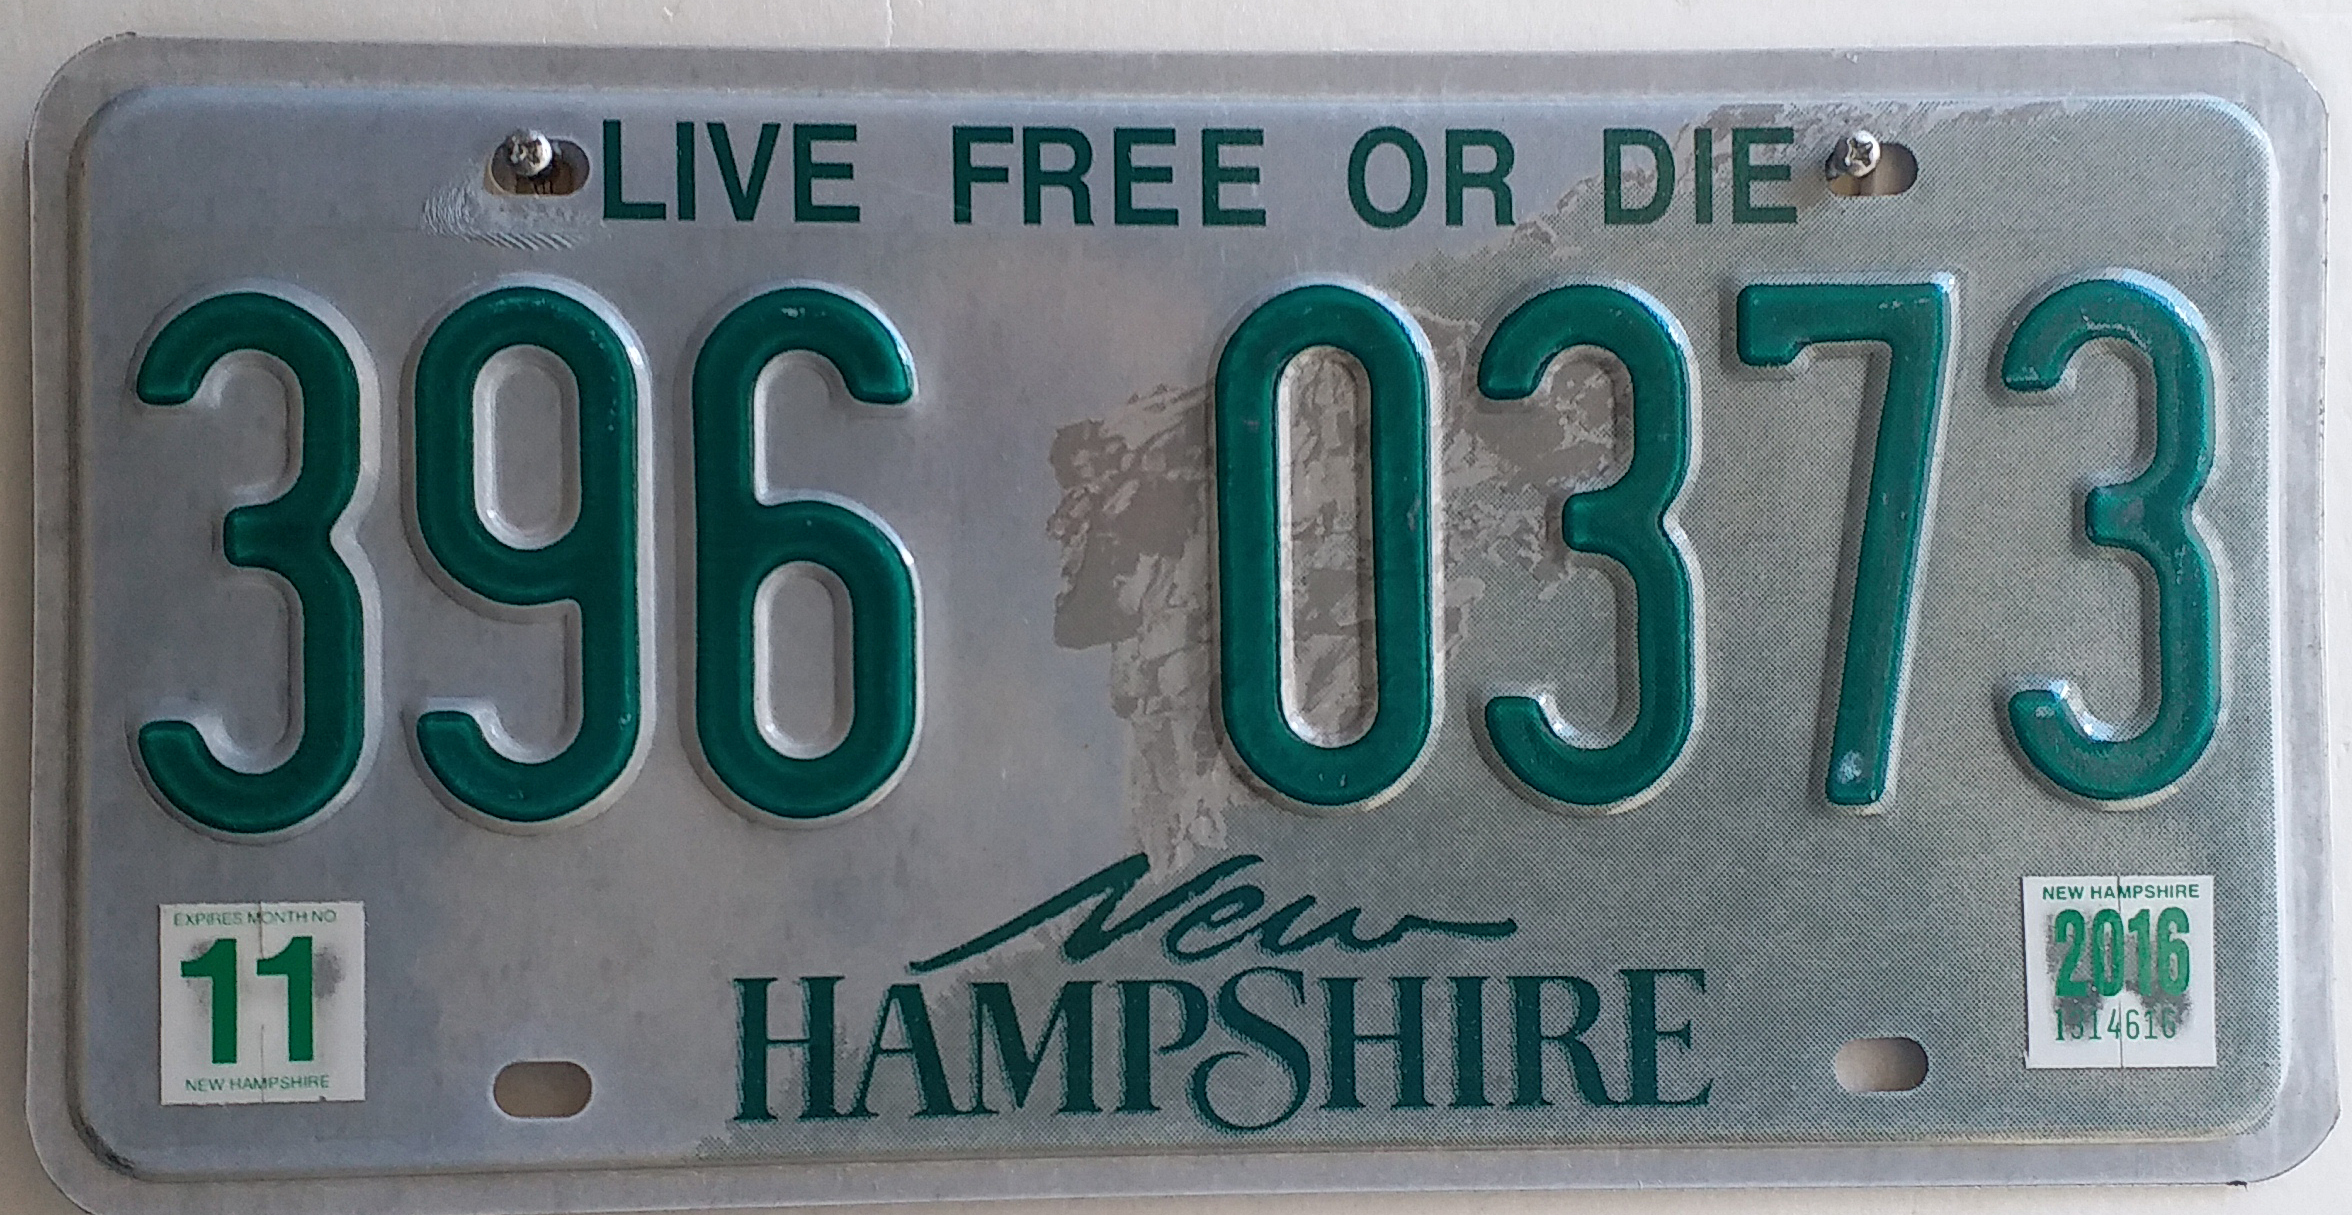 LIVE FREE OR DIE
396 0373
New
HAMPSHIRE
EXPIRES MONTH NO
11
NEW HAMPSHIRE
NEW HAMPSHIRE
2016